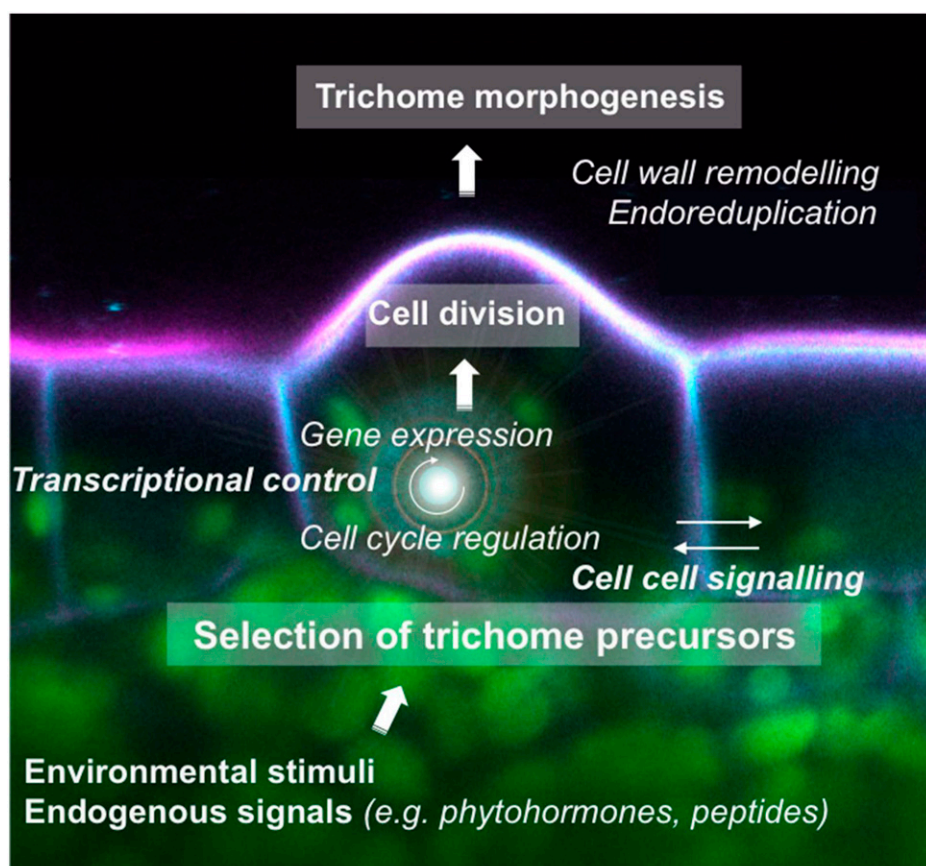 Trichome morphogenesis
Cell wall remodelling
Endoreduplication
Cell division
Gene expression
Transcriptional control
Cell cycle regulation
Cell cell signalling
Selection of trichome precursors
Environmental stimuli
Endogenous signals (e.g. phytohormones, peptides)